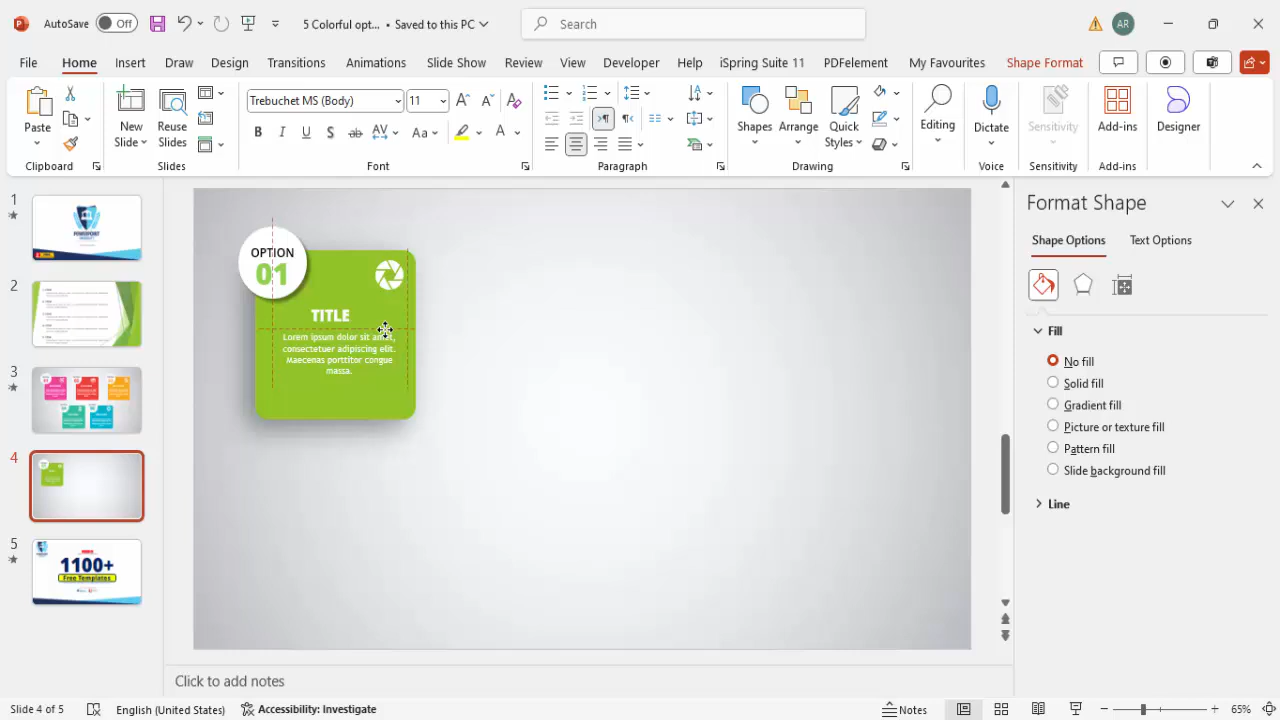 AutoSave Off 5 Colorful opt... • Saved to this PC Search AR
File Home Insert Draw Design Transitions Animations Slide Show Review View Developer Help iSpring Suite 11 PDFelement My Favourites Shape Format
Trebuchet MS (Body) 11
Paste New Slide Reuse Slides Shapes Arrange Quick Styles Editing Dictate Sensitivity Add-ins Designer
Clipboard Slides Font Paragraph Drawing Voice Sensitivity Add-ins
1
2
3
4
5
1100+
Free Templates
OPTION
01
TITLE
Lorem ipsum dolor sit amet,
consectetuer adipiscing elit.
Maecenas porttitor congue
massa.
Format Shape
Shape Options Text Options
Fill
No fill
Solid fill
Gradient fill
Picture or texture fill
Pattern fill
Slide background fill
Line
Click to add notes
Slide 4 of 5 English (United States) Accessibility: Investigate Notes 65%